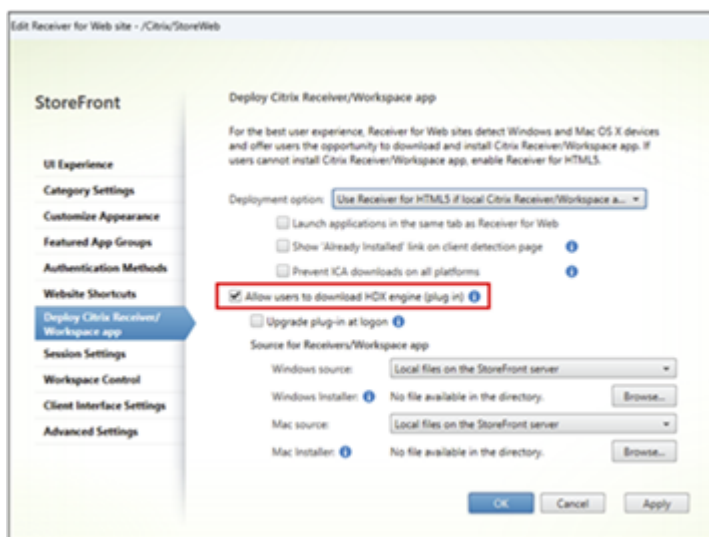 Edit Receiver for Web site - /Citrix/StoreWeb
StoreFront
UI Experience
Category Settings
Customize Appearance
Featured App Groups
Authentication Methods
Website Shortcuts
Deploy Citrix Receiver/
Workspace app
Session Settings
Workspace Control
Client Interface Settings
Advanced Settings
Deploy Citrix Receiver/Workspace app
For the best user experience, Receiver for Web sites detect Windows and Mac OS X devices
and offer users the opportunity to download and install Citrix Receiver/Workspace app. If
users cannot install Citrix Receiver/Workspace app, enable Receiver for HTML5.
Deployment option: Use Receiver for HTML5 if local Citrix Receiver/Workspace a...
Launch applications in the same tab as Receiver for Web
Show 'Already Installed' link on client detection page
Prevent ICA downloads on all platforms
Allow users to download HDX engine (plug in)
Upgrade plug-in at logon
Source for Receivers/Workspace app
Windows source: Local files on the StoreFront server
Windows Installer: No file available in the directory. Browse...
Mac source: Local files on the StoreFront server
Mac Installer: No file available in the directory. Browse...
OK Cancel Apply